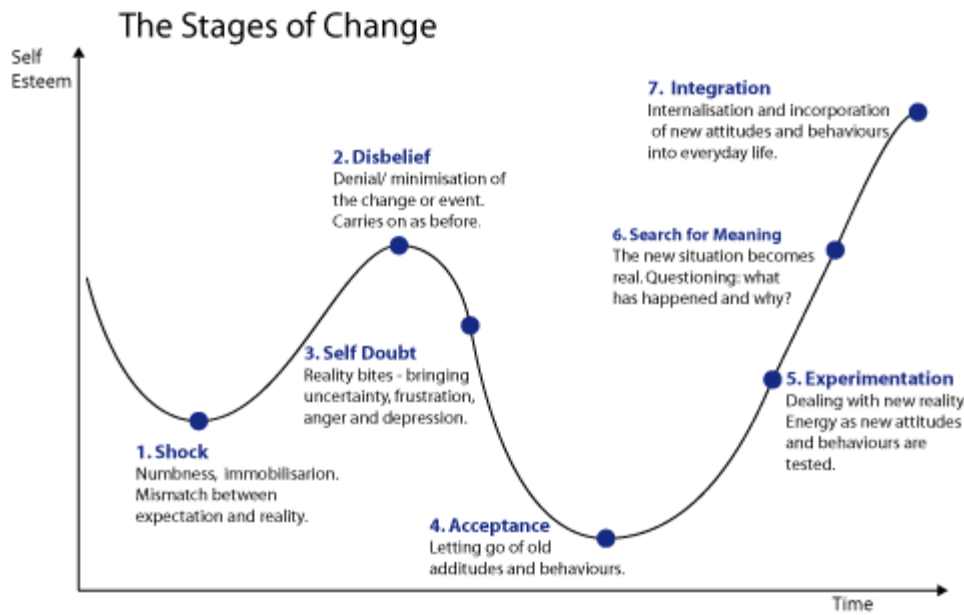 The Stages of Change
Self
Esteem
7. Integration
Internalisation and incorporation
of new attitudes and behaviours
into everyday life.
2. Disbelief
Denial/ minimisation of
the change or event.
Carries on as before.
6. Search for Meaning
The new situation becomes
real. Questioning: what
has happened and why?
3. Self Doubt
Reality bites - bringing
uncertainty, frustration,
anger and depression.
5. Experimentation
Dealing with new reality
Energy as new attitudes
and behaviours are
tested.
1. Shock
Numbness, immobilisarion.
Mismatch between
expectation and reality.
4. Acceptance
Letting go of old
additudes and behaviours.
Time